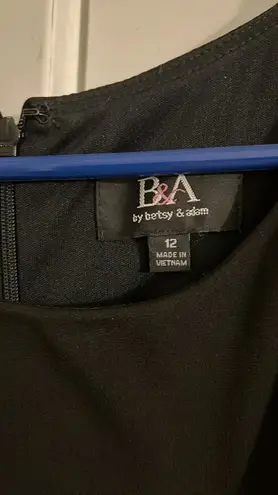 B&A
by betsy & adam
12
MADE IN
VIETNAM